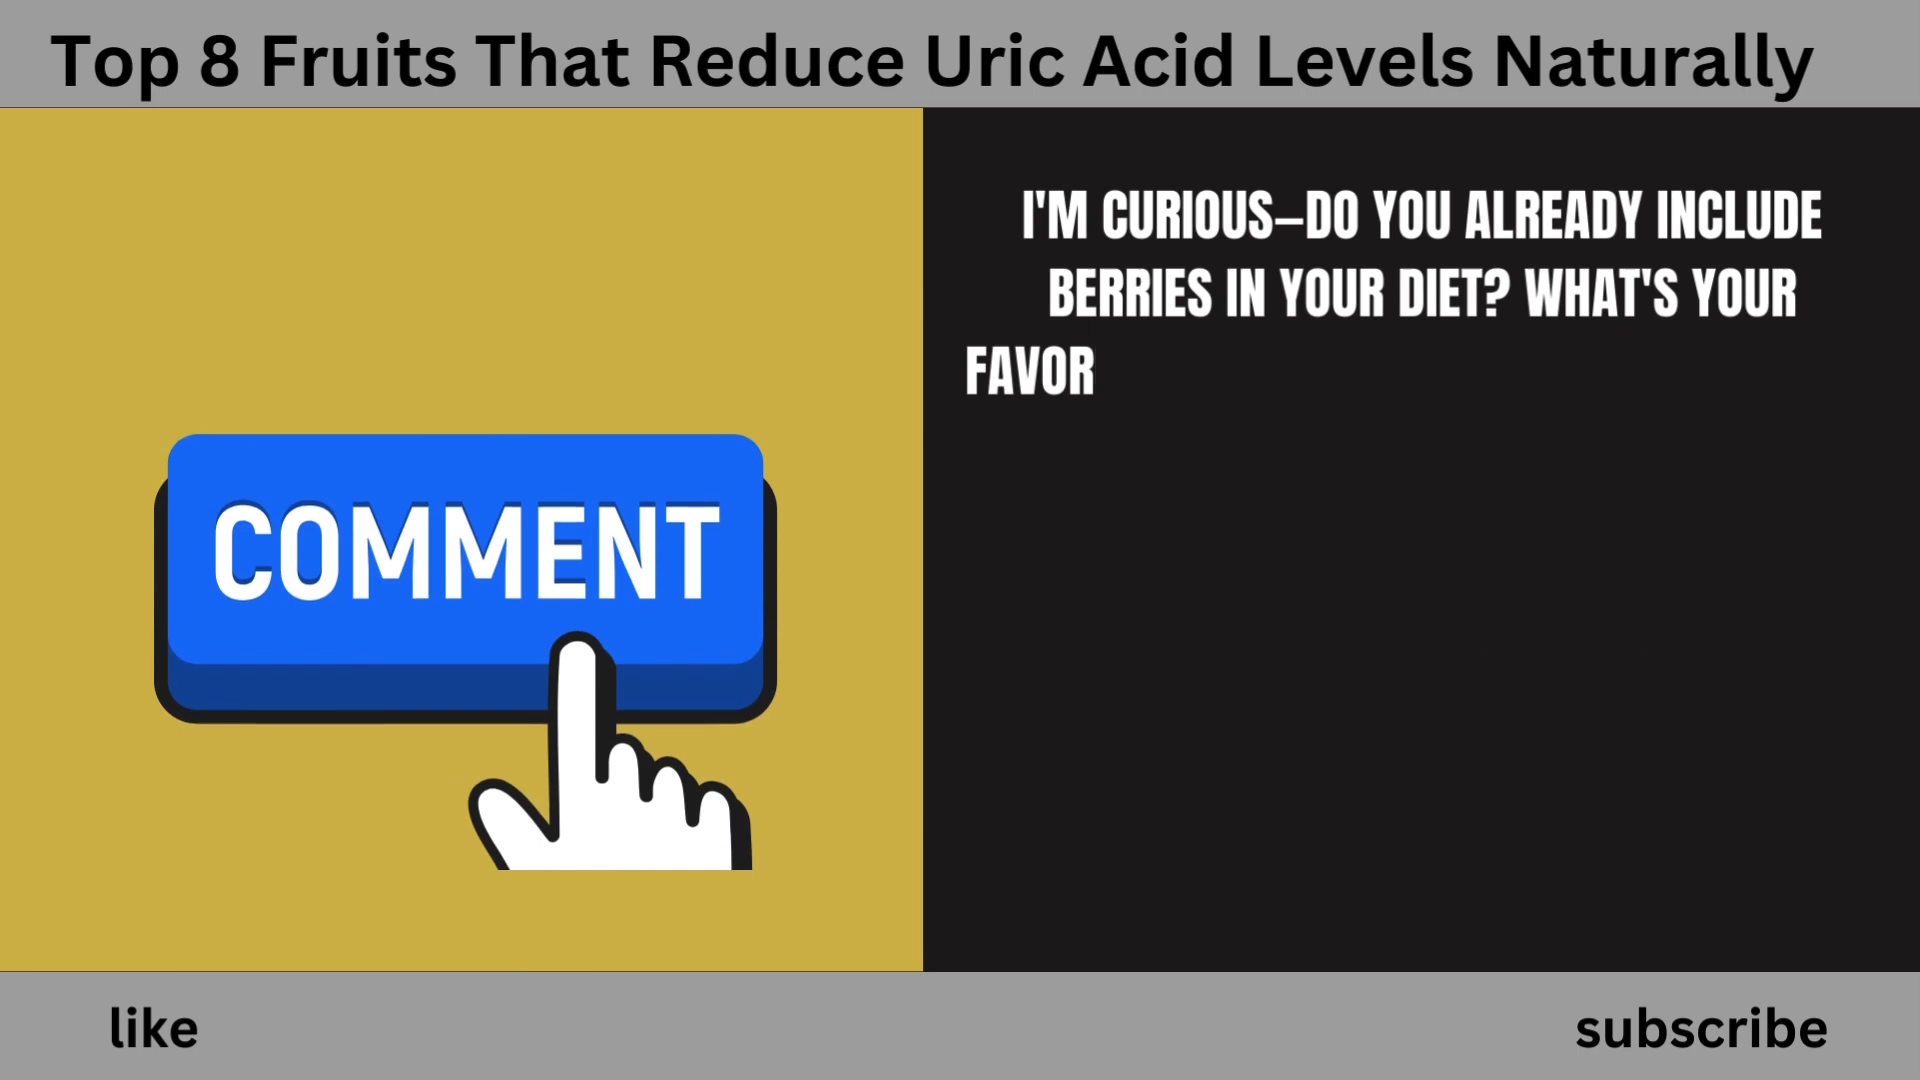 Top 8 Fruits That Reduce Uric Acid Levels Naturally
I'M CURIOUS—DO YOU ALREADY INCLUDE
BERRIES IN YOUR DIET? WHAT'S YOUR
FAVOR
COMMENT
like
subscribe